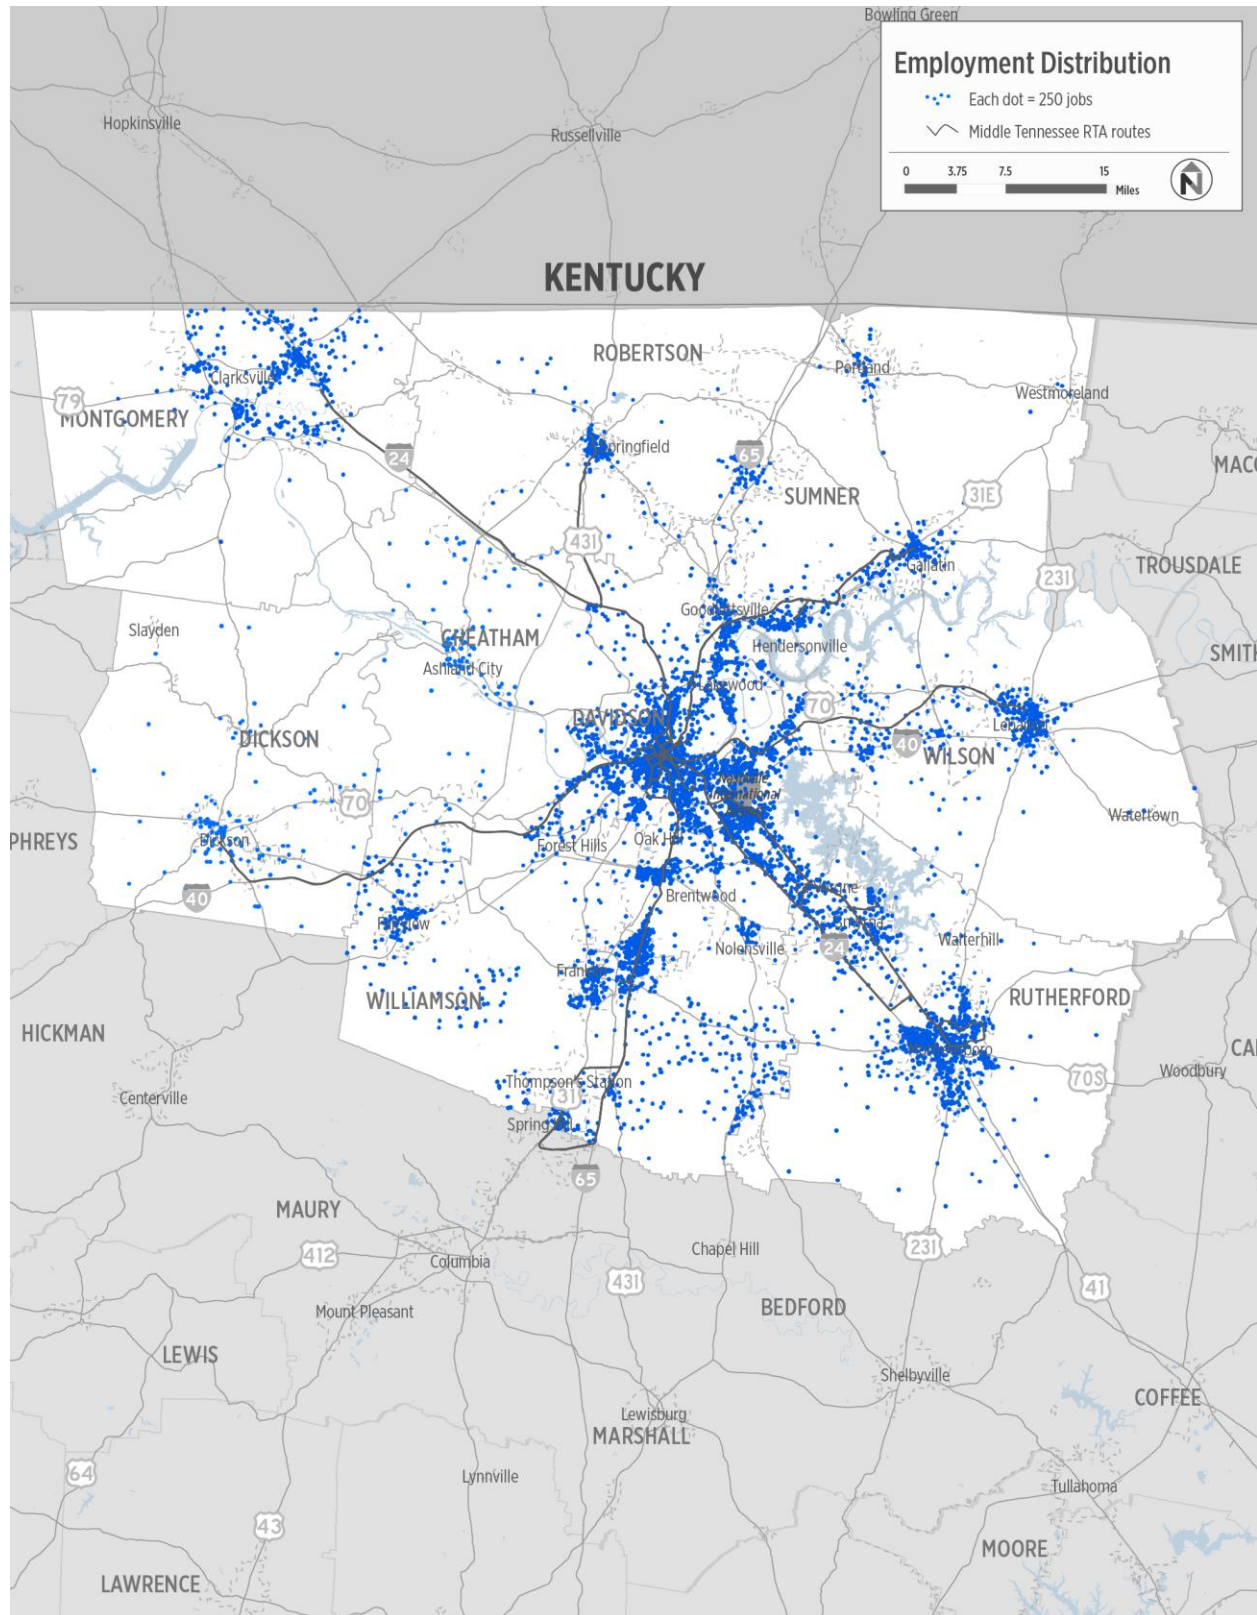 Bowling Green
Employment Distribution
Each dot = 250 jobs
Middle Tennessee RTA routes
0 3.75 7.5 15
Miles
N
Hopkinsville
Russellville
KENTUCKY
ROBERTSON
Portland
Clarksville
Westmoreland
79
MONTGOMERY
24
Springfield
65
MACO
SUMNER
31E
431
Gallatin
TROUSDALE
231
Goodlettsville
Slayden
CHEATHAM
Hendersonville
SMITH
Ashland City
Lakewood
70
DAVIDSON
Lebanon
DICKSON
40
WILSON
Nashville
International
70
Watertown
PHREYS
Dickson
Forest Hills
Oak Hill
40
Brentwood
Fairview
24
Waterhill
Nolensville
Franklin
WILLIAMSON
RUTHERFORD
HICKMAN
CAN
Thompson's Station
70S
Woodbury
Centerville
31
Spring Hill
65
MAURY
412
Chapel Hill
231
Columbia
431
41
Mount Pleasant
BEDFORD
LEWIS
Shelbyville
COFFEE
Lewisburg
MARSHALL
64
Lynnville
Tullahoma
43
MOORE
LAWRENCE